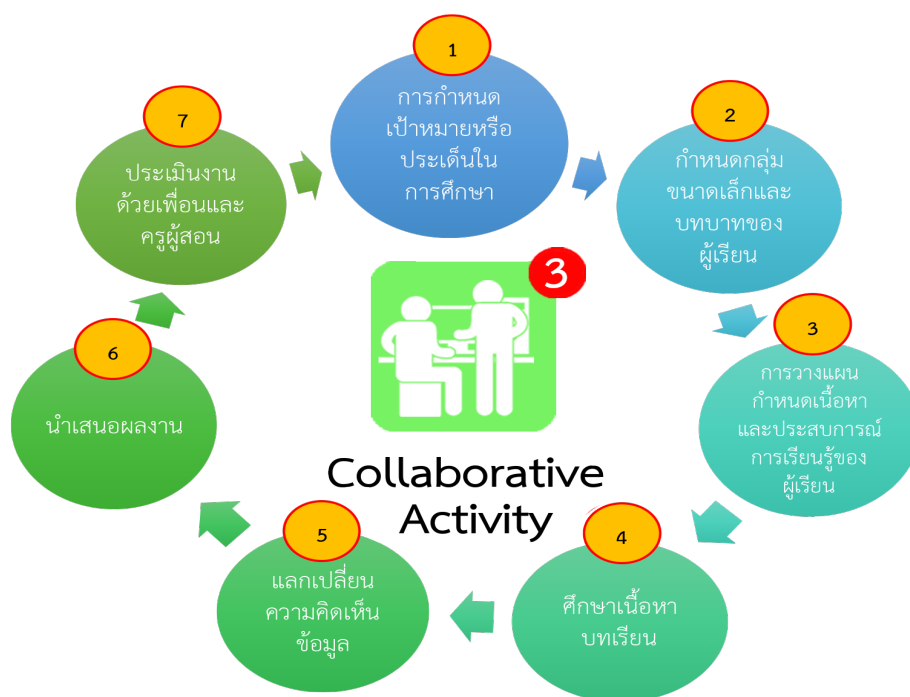 1
การกำหนด
เป้าหมายหรือ
ประเด็นใน
การศึกษา
2
กำหนดกลุ่ม
ขนาดเล็กและ
บทบาทของ
ผู้เรียน
3
การวางแผน
กำหนดเนื้อหา
และประสบการณ์
การเรียนรู้ของ
ผู้เรียน
4
ศึกษาเนื้อหา
บทเรียน
5
แลกเปลี่ยน
ความคิดเห็น
ข้อมูล
6
นำเสนอผลงาน
7
ประเมินงาน
ด้วยเพื่อนและ
ครูผู้สอน
3
Collaborative
Activity